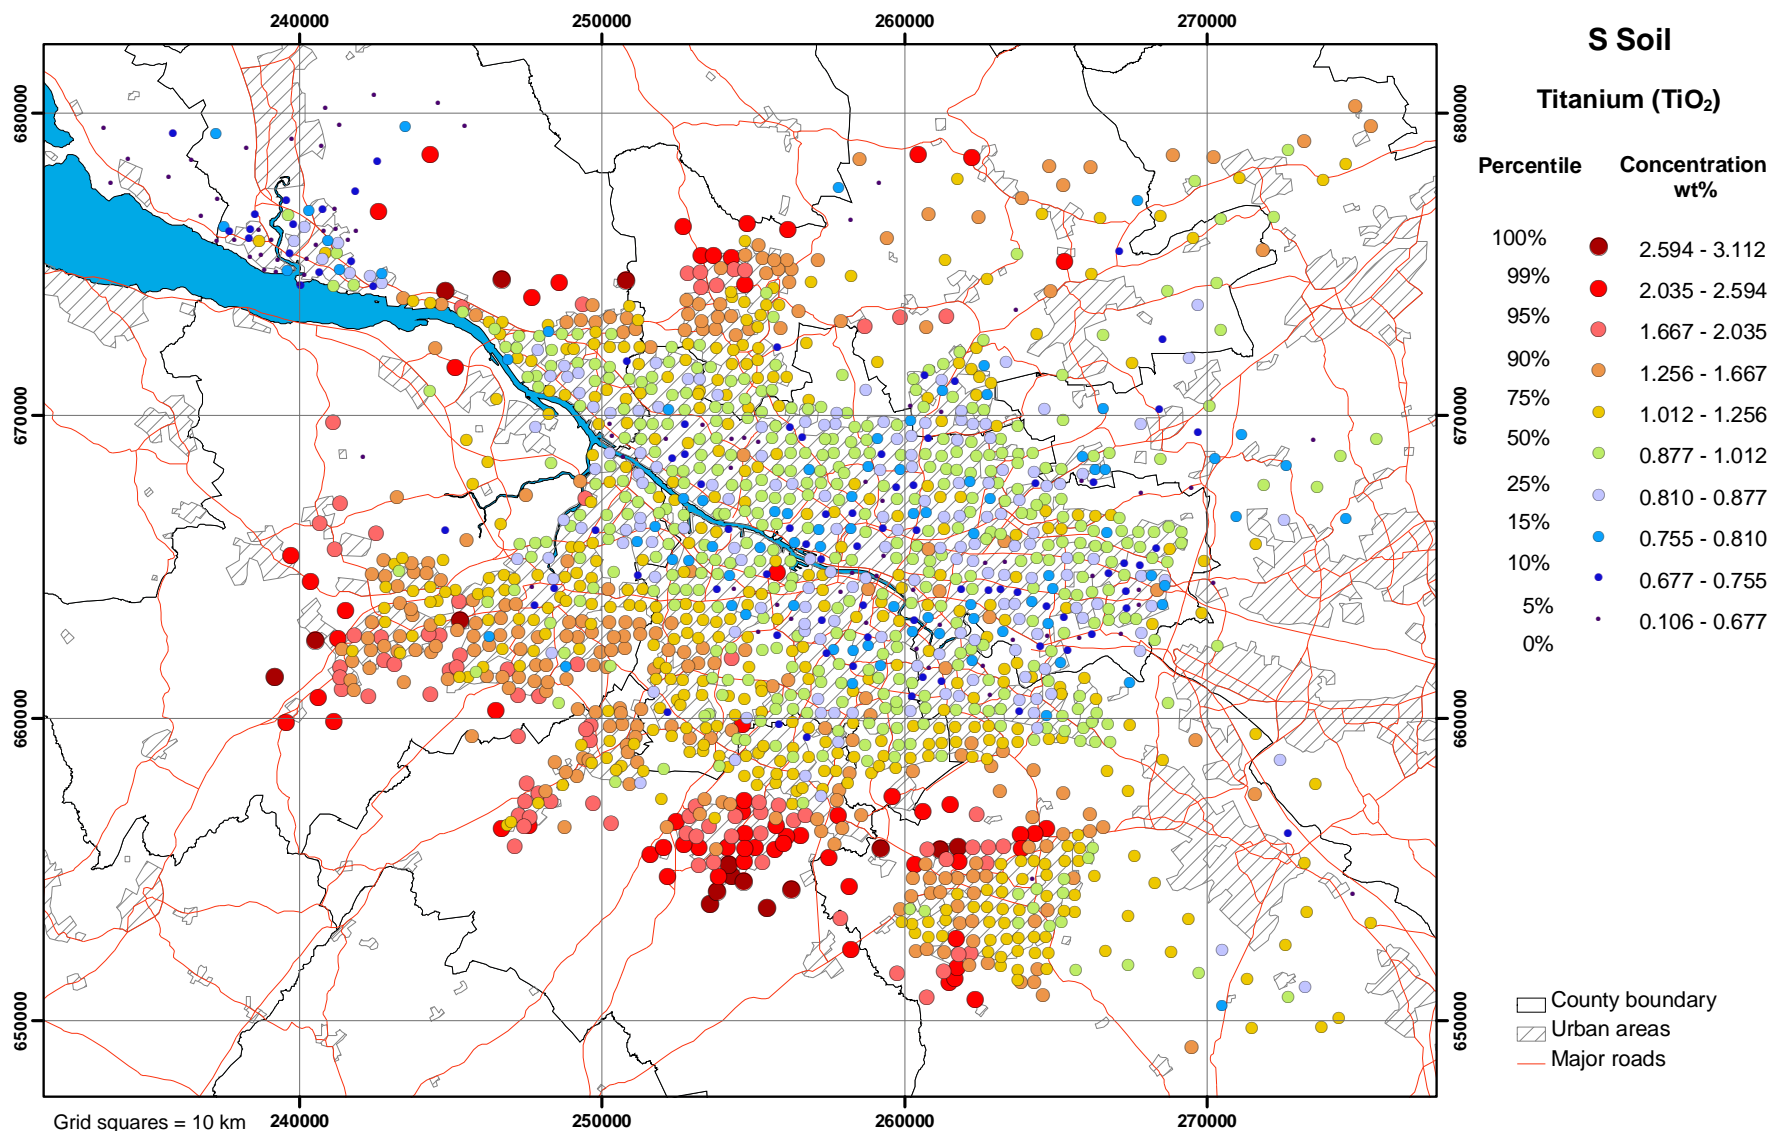 240000 250000 260000 270000
S Soil
Titanium (TiO₂)
Percentile Concentration
wt%
100% 2.594 - 3.112
99% 2.035 - 2.594
95% 1.667 - 2.035
90% 1.256 - 1.667
75% 1.012 - 1.256
50% 0.877 - 1.012
25% 0.810 - 0.877
15% 0.755 - 0.810
10% 0.677 - 0.755
5% 0.106 - 0.677
0%
680000 680000
670000 670000
660000 660000
650000 650000
County boundary
Urban areas
Major roads
240000 250000 260000 270000
Grid squares = 10 km